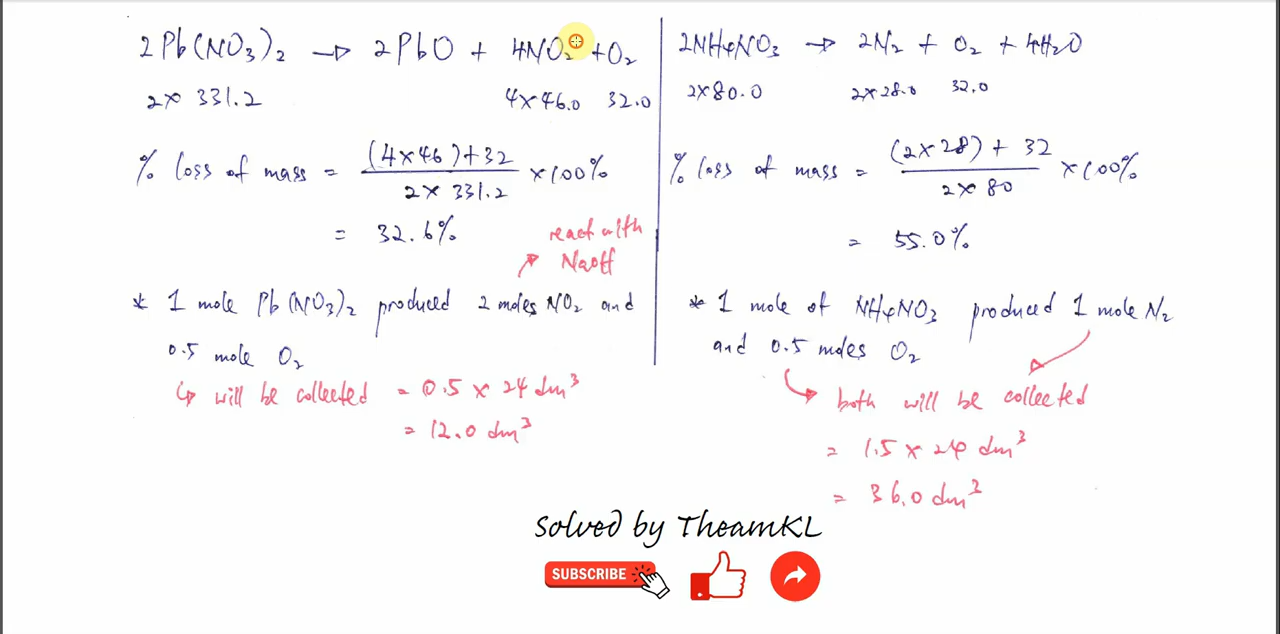 2Pb(NO₃)₂ → 2PbO + 4NO₂ + O₂
2 × 331.2 4×46.0 32.0
% loss of mass = (4×46)+32 / 2 × 331.2 ×100%
= 32.6%
react with
NaOH
* 1 mole Pb(NO₃)₂ produced 2 moles NO₂ and
0.5 mole O₂
↳ will be collected = 0.5 × 24 dm³
= 12.0 dm³
2NH₄NO₃ → 2N₂ + O₂ + 4H₂O
2×80.0 2×28.0 32.0
% loss of mass = (2×28) + 32 / 2×80 ×100%
= 55.0%
* 1 mole of NH₄NO₃ produced 1 mole N₂
and 0.5 moles O₂
both will be collected
= 1.5 × 24 dm³
= 36.0 dm³
Solved by TheamKL
SUBSCRIBE